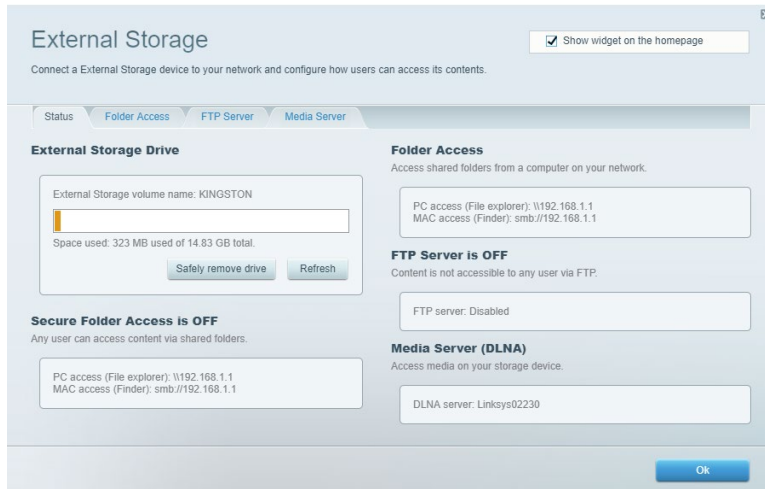 External Storage
Show widget on the homepage
Connect a External Storage device to your network and configure how users can access its contents.
Status
Folder Access
FTP Server
Media Server
External Storage Drive
External Storage volume name: KINGSTON
Space used: 323 MB used of 14.83 GB total.
Safely remove drive
Refresh
Secure Folder Access is OFF
Any user can access content via shared folders.
PC access (File explorer): \\192.168.1.1
MAC access (Finder): smb://192.168.1.1
Folder Access
Access shared folders from a computer on your network.
PC access (File explorer): \\192.168.1.1
MAC access (Finder): smb://192.168.1.1
FTP Server is OFF
Content is not accessible to any user via FTP.
FTP server: Disabled
Media Server (DLNA)
Access media on your storage device.
DLNA server: Linksys02230
Ok